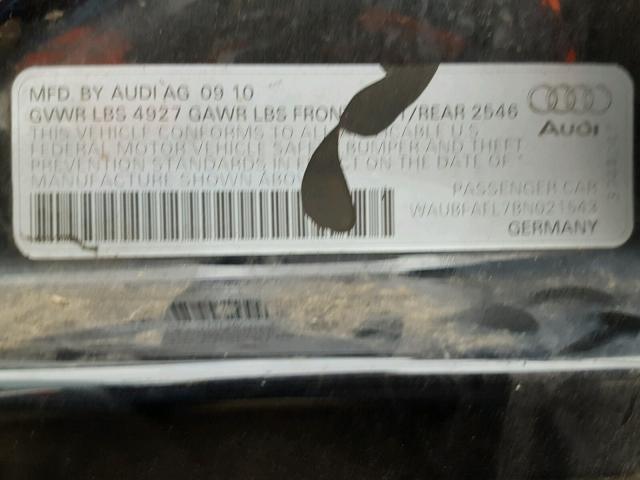 MFD. BY AUDI AG 09 10
GVWR LBS 4927 GAWR LBS FRON /REAR 2546
THIS VEHICLE CONFORMS TO ALL U.S.
FEDERAL MOTOR VEHICLE BUMPER AND THEFT
PREVENTION STANDARDS IN EFFECT ON THE DATE OF
MANUFACTURE SHOWN
Audi
PASSENGER CAR
WAUBFAFL7BN021543
GERMANY